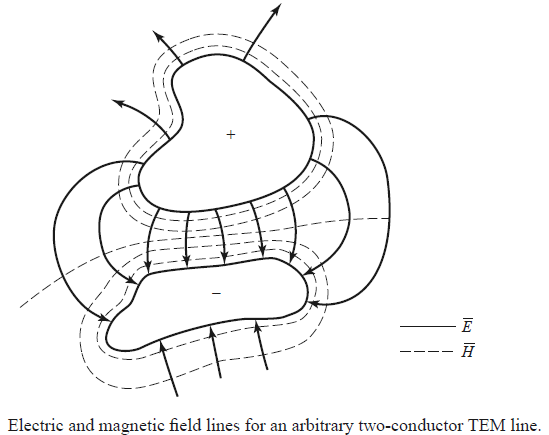 +
−
E̅
H̅
Electric and magnetic field lines for an arbitrary two-conductor TEM line.